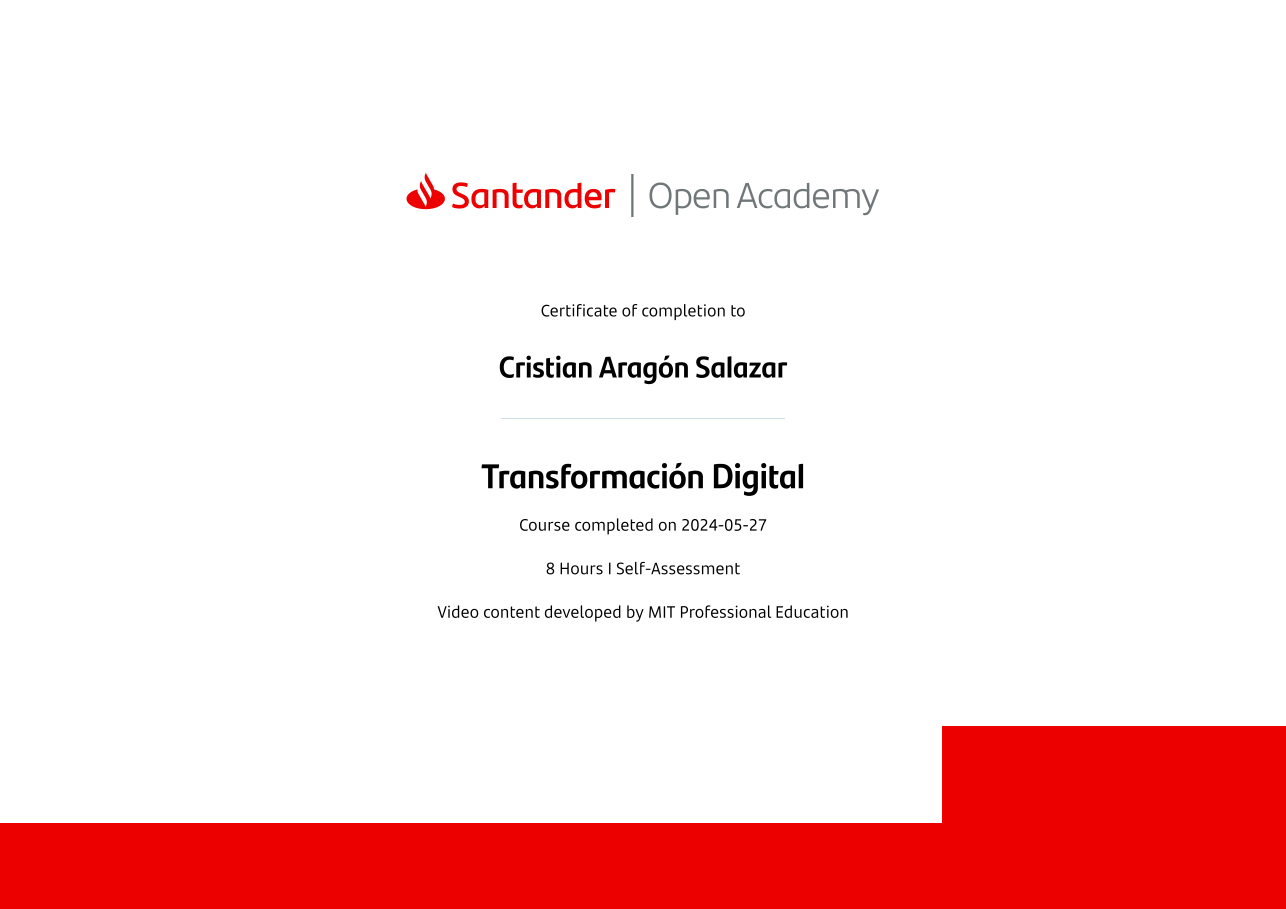 Santander | Open Academy
Certificate of completion to
Cristian Aragón Salazar
Transformación Digital
Course completed on 2024-05-27
8 Hours I Self-Assessment
Video content developed by MIT Professional Education